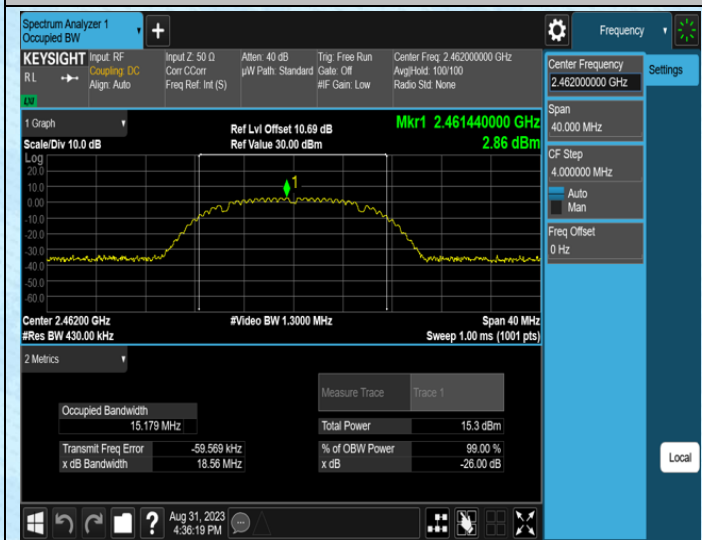 Spectrum Analyzer 1
Occupied BW
Frequency
KEYSIGHT
R L
LXI
Input: RF
Coupling: DC
Align: Auto
Input Z: 50 Ω
Corr CCorr
Freq Ref: Int (S)
Atten: 40 dB
µW Path: Standard
Trig: Free Run
Gate: Off
#IF Gain: Low
Center Freq: 2.462000000 GHz
Avg|Hold: 100/100
Radio Std: None
Center Frequency
2.462000000 GHz
Settings
Span
40.000 MHz
CF Step
4.000000 MHz
Auto
Man
Freq Offset
0 Hz
Local
1 Graph
Scale/Div 10.0 dB
Ref Lvl Offset 10.69 dB
Ref Value 30.00 dBm
Mkr1 2.461440000 GHz
2.86 dBm
Log
20.0
10.0
0.00
-10.0
-20.0
-30.0
-40.0
-50.0
-60.0
1
Center 2.46200 GHz
#Res BW 430.00 kHz
#Video BW 1.3000 MHz
Span 40 MHz
Sweep 1.00 ms (1001 pts)
2 Metrics
Measure Trace
Trace 1
Occupied Bandwidth
15.179 MHz
Total Power
15.3 dBm
Transmit Freq Error
-59.569 kHz
% of OBW Power
99.00 %
x dB Bandwidth
18.56 MHz
x dB
-26.00 dB
Aug 31, 2023
4:36:19 PM